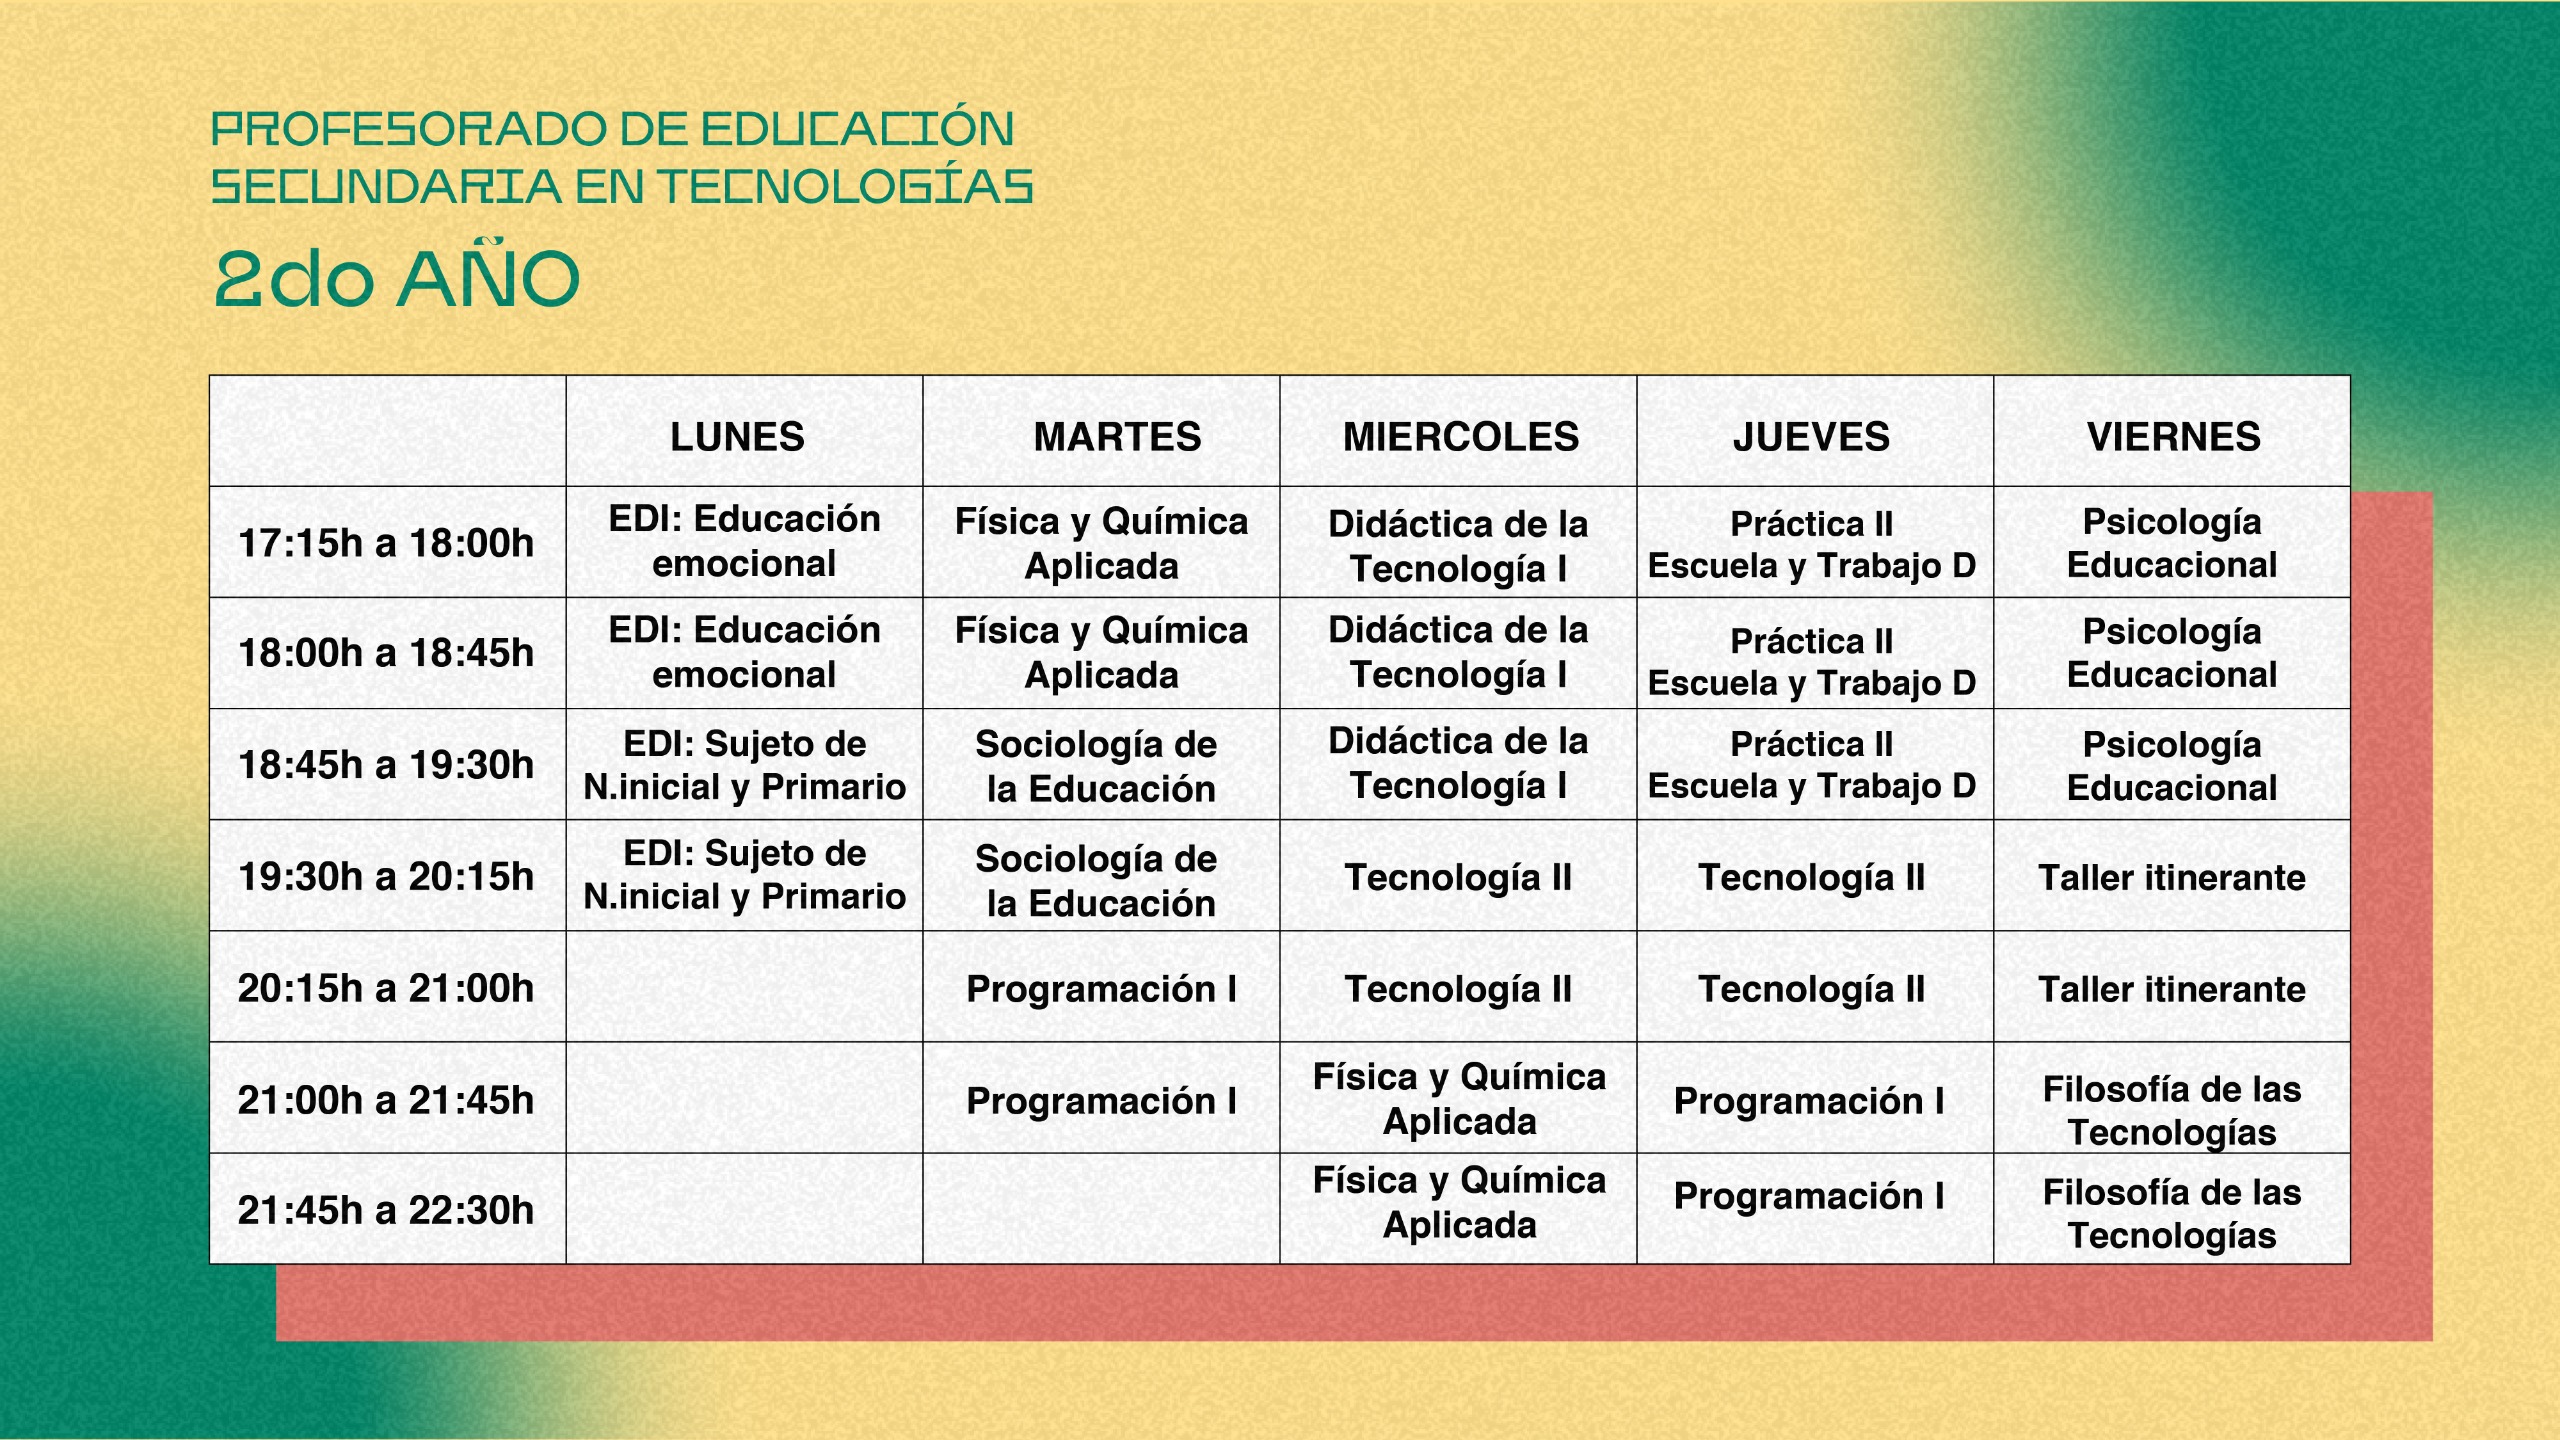 PROFESORADO DE EDUCACIÓN
SECUNDARIA EN TECNOLOGÍAS
2do AÑO
LUNES MARTES MIERCOLES JUEVES VIERNES
17:15h a 18:00h
EDI: Educación
emocional
Física y Química
Aplicada
Didáctica de la
Tecnología I
Práctica II
Escuela y Trabajo D
Psicología
Educacional
18:00h a 18:45h
EDI: Educación
emocional
Física y Química
Aplicada
Didáctica de la
Tecnología I
Práctica II
Escuela y Trabajo D
Psicología
Educacional
18:45h a 19:30h
EDI: Sujeto de
N.inicial y Primario
Sociología de
la Educación
Didáctica de la
Tecnología I
Práctica II
Escuela y Trabajo D
Psicología
Educacional
19:30h a 20:15h
EDI: Sujeto de
N.inicial y Primario
Sociología de
la Educación
Tecnología II
Tecnología II
Taller itinerante
20:15h a 21:00h
Programación I
Tecnología II
Tecnología II
Taller itinerante
21:00h a 21:45h
Programación I
Física y Química
Aplicada
Programación I
Filosofía de las
Tecnologías
21:45h a 22:30h
Física y Química
Aplicada
Programación I
Filosofía de las
Tecnologías